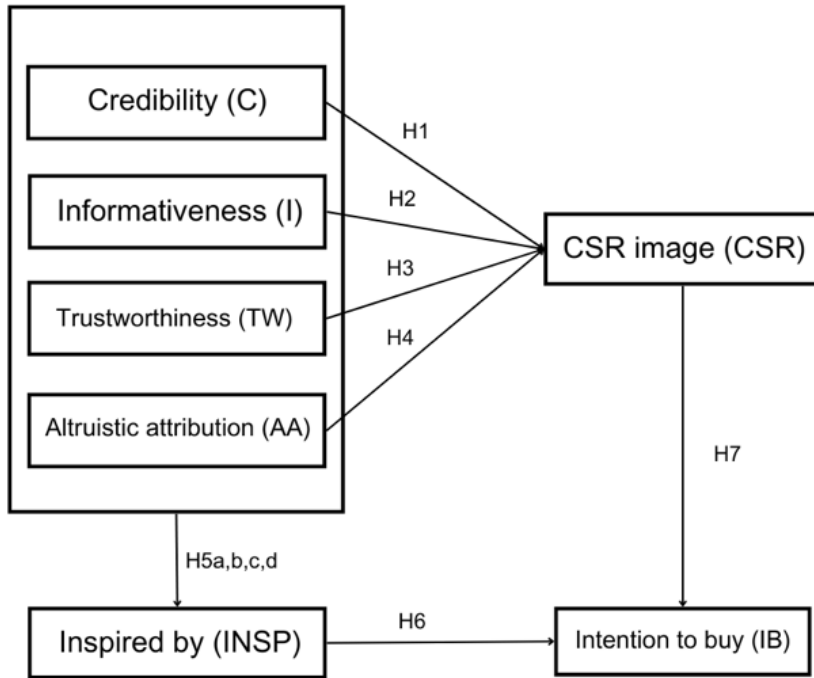 Credibility (C)
H1
Informativeness (I)
H2
CSR image (CSR)
H3
Trustworthiness (TW)
H4
Altruistic attribution (AA)
H7
H5a,b,c,d
Inspired by (INSP)
H6
Intention to buy (IB)